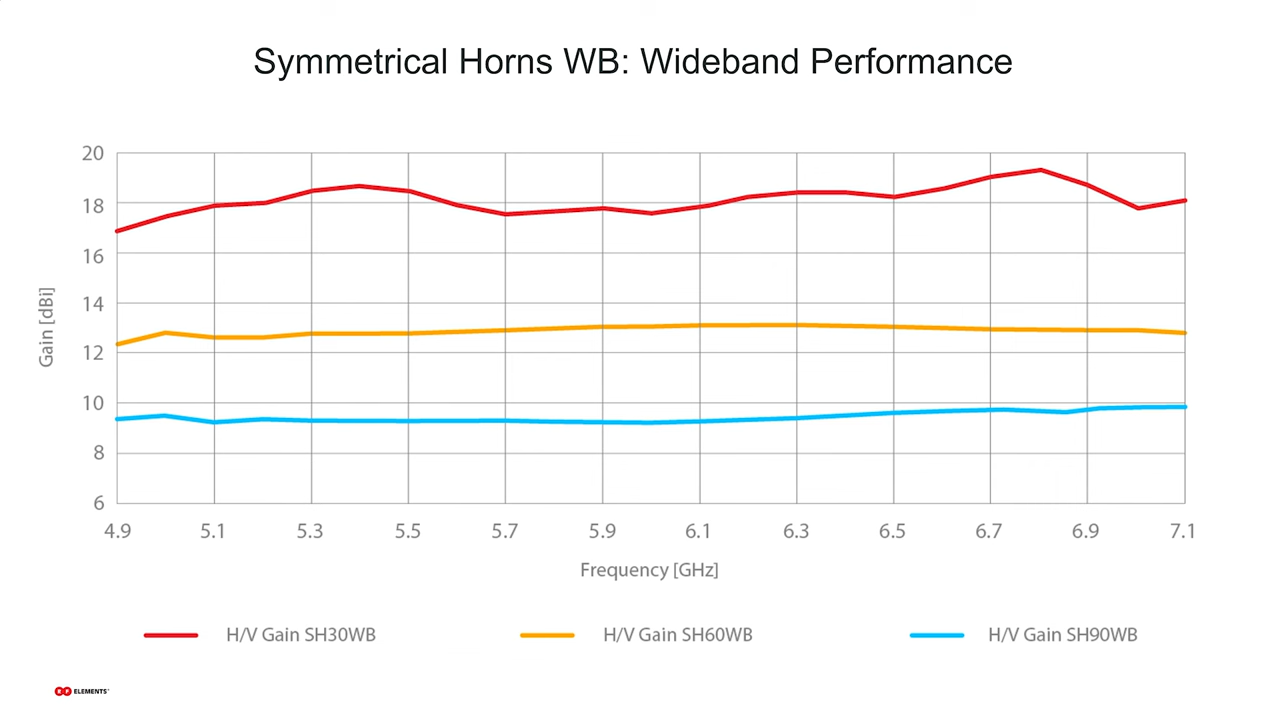 Symmetrical Horns WB: Wideband Performance
20
18
16
14
12
10
8
6
Gain [dBi]
4.9 5.1 5.3 5.5 5.7 5.9 6.1 6.3 6.5 6.7 6.9 7.1
Frequency [GHz]
H/V Gain SH30WB H/V Gain SH60WB H/V Gain SH90WB
ELEMENTS